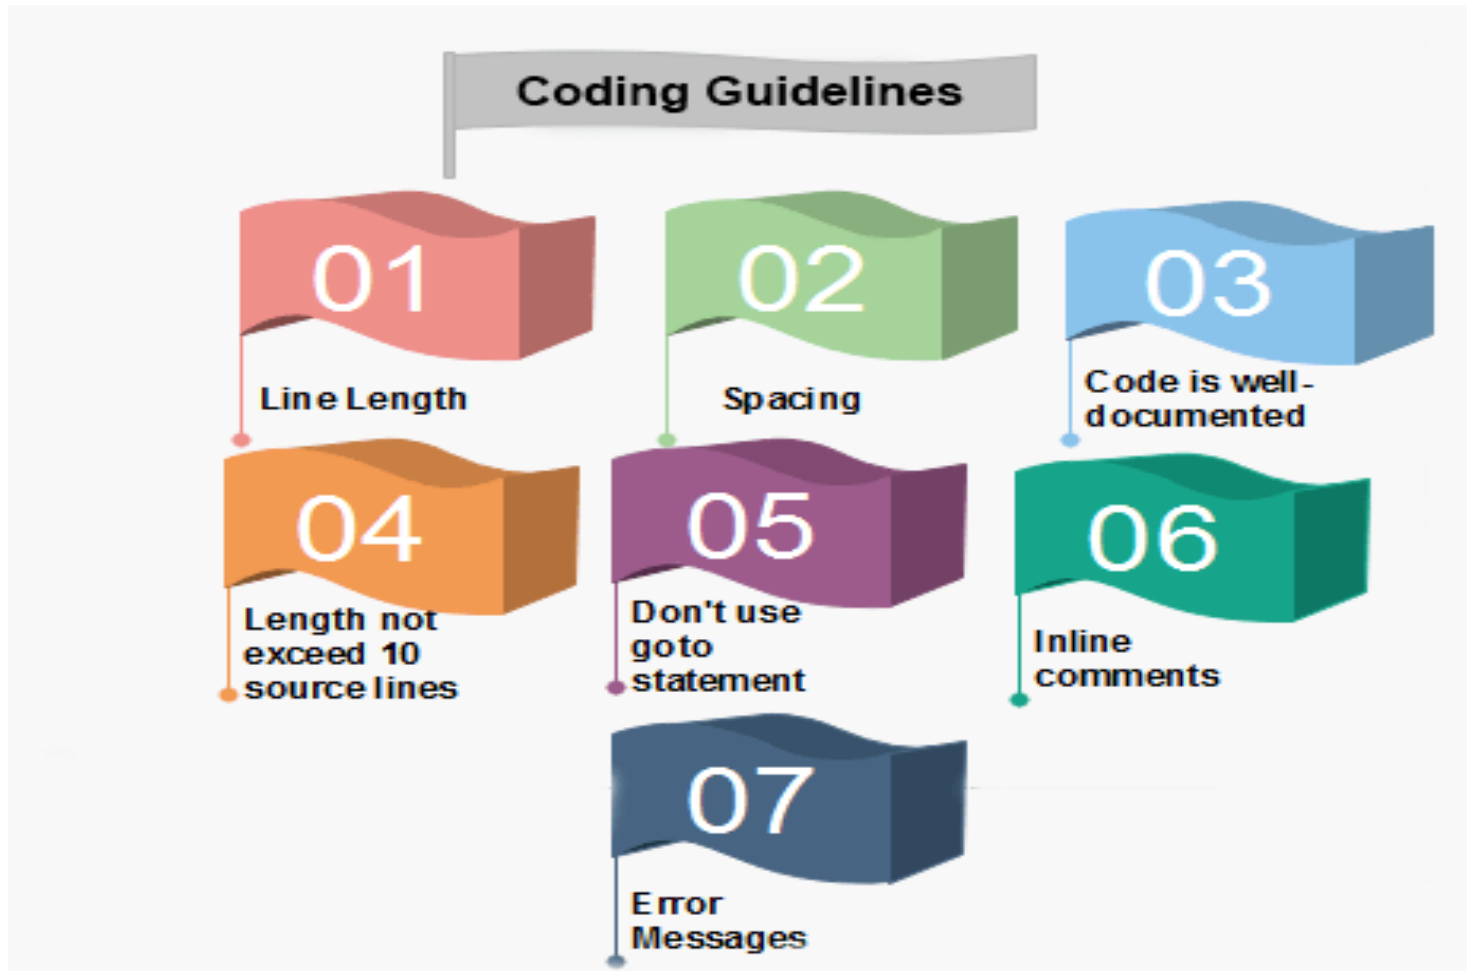 Coding Guidelines
01
02
03
Line Length
Spacing
Code is well-
documented
04
05
06
Length not
exceed 10
source lines
Don't use
goto
statement
Inline
comments
07
Error
Messages